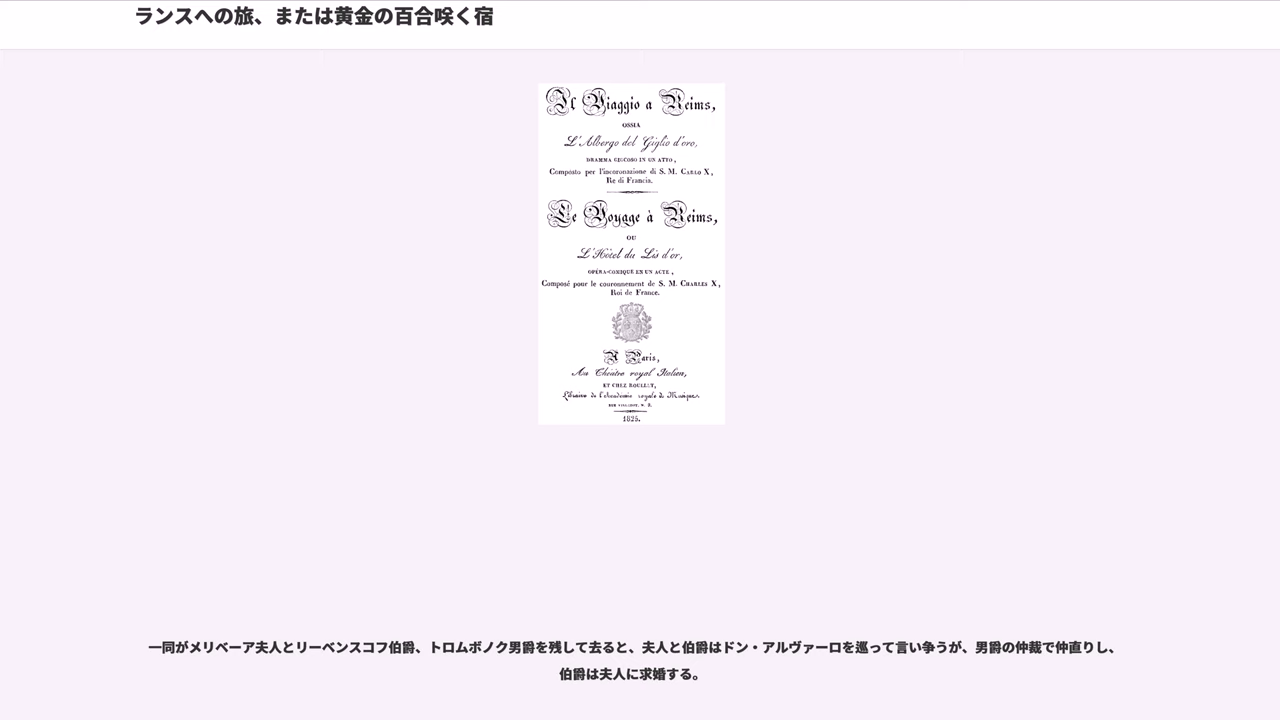 ランスへの旅、または黄金の百合咲く宿
Il Viaggio a Reims,
OSSIA
L'Albergo del Giglio d'oro,
DRAMMA GIOCOSO IN UN ATTO,
Composto per l'incoronazione di S. M. CARLO X,
Re di Francia.
Le Voyage à Reims,
OU
L'Hôtel du Lis d'or,
OPÉRA-COMIQUE EN UN ACTE,
Composé pour le couronnement de S. M. CHARLES X,
Roi de France.
A Paris,
Au Théâtre royal Italien,
ET CHEZ ROULLET,
Libraire de l'Académie royale de Musique,
1825.
一同がメリベーア夫人とリーベンスコフ伯爵、トロムボノク男爵を残して去ると、夫人と伯爵はドン・アルヴァーロを巡って言い争うが、男爵の仲裁で仲直りし、
伯爵は夫人に求婚する。